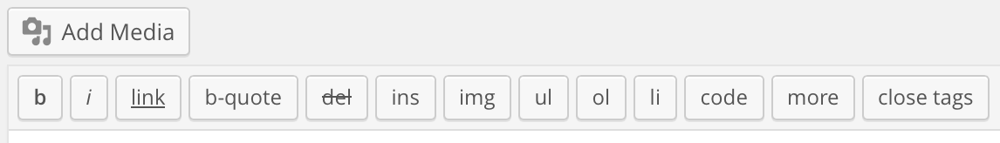 Add Media
b i link b-quote del ins img ul ol li code more close tags